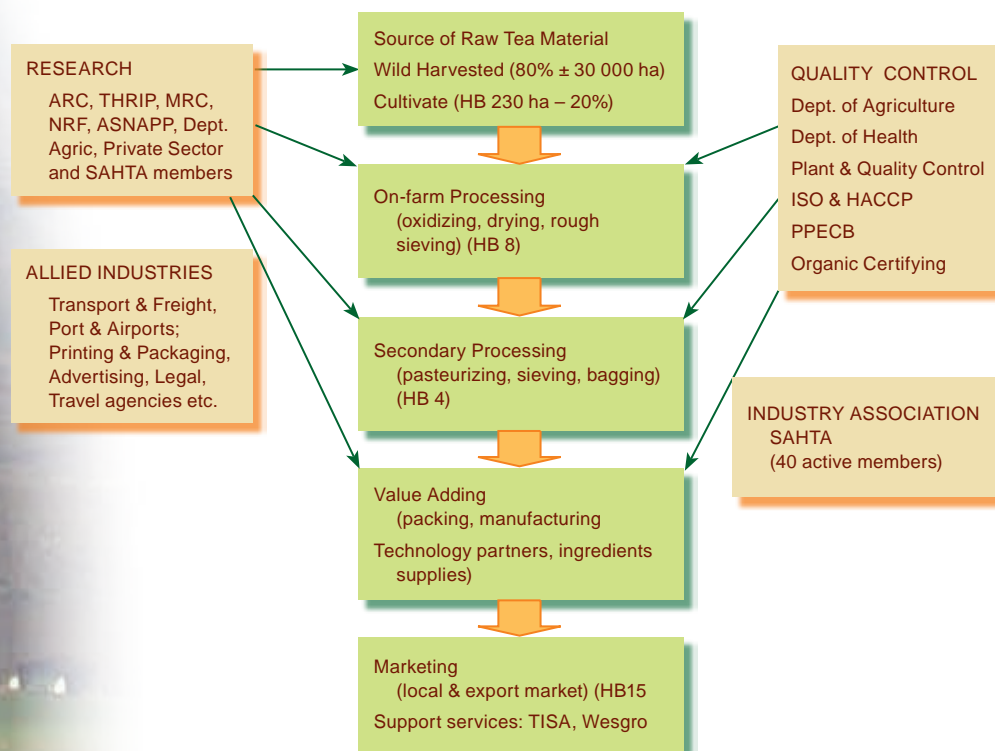 RESEARCH
ARC, THRIP, MRC,
NRF, ASNAPP, Dept.
Agric, Private Sector
and SAHTA members
ALLIED INDUSTRIES
Transport & Freight,
Port & Airports;
Printing & Packaging,
Advertising, Legal,
Travel agencies etc.
Source of Raw Tea Material
Wild Harvested (80% ± 30 000 ha)
Cultivate (HB 230 ha – 20%)
On-farm Processing
(oxidizing, drying, rough
sieving) (HB 8)
Secondary Processing
(pasteurizing, sieving, bagging)
(HB 4)
Value Adding
(packing, manufacturing
Technology partners, ingredients
supplies)
Marketing
(local & export market) (HB15
Support services: TISA, Wesgro
QUALITY CONTROL
Dept. of Agriculture
Dept. of Health
Plant & Quality Control
ISO & HACCP
PPECB
Organic Certifying
INDUSTRY ASSOCIATION
SAHTA
(40 active members)